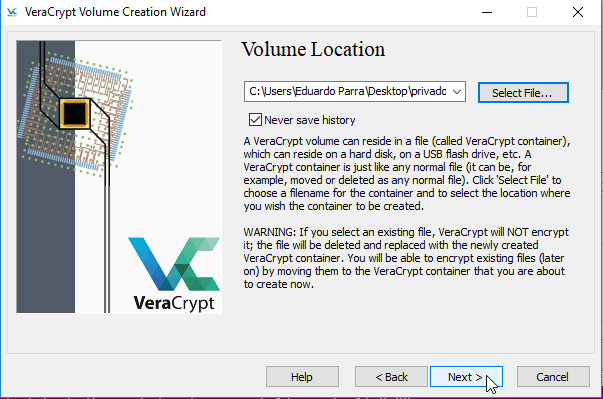 VeraCrypt Volume Creation Wizard
Volume Location
C:\Users\Eduardo Parra\Desktop\privado
Select File...
Never save history
A VeraCrypt volume can reside in a file (called VeraCrypt container),
which can reside on a hard disk, on a USB flash drive, etc. A
VeraCrypt container is just like any normal file (it can be, for
example, moved or deleted as any normal file). Click 'Select File' to
choose a filename for the container and to select the location where
you wish the container to be created.
WARNING: If you select an existing file, VeraCrypt will NOT encrypt
it; the file will be deleted and replaced with the newly created
VeraCrypt container. You will be able to encrypt existing files (later
on) by moving them to the VeraCrypt container that you are about
to create now.
VeraCrypt
Help
< Back
Next >
Cancel